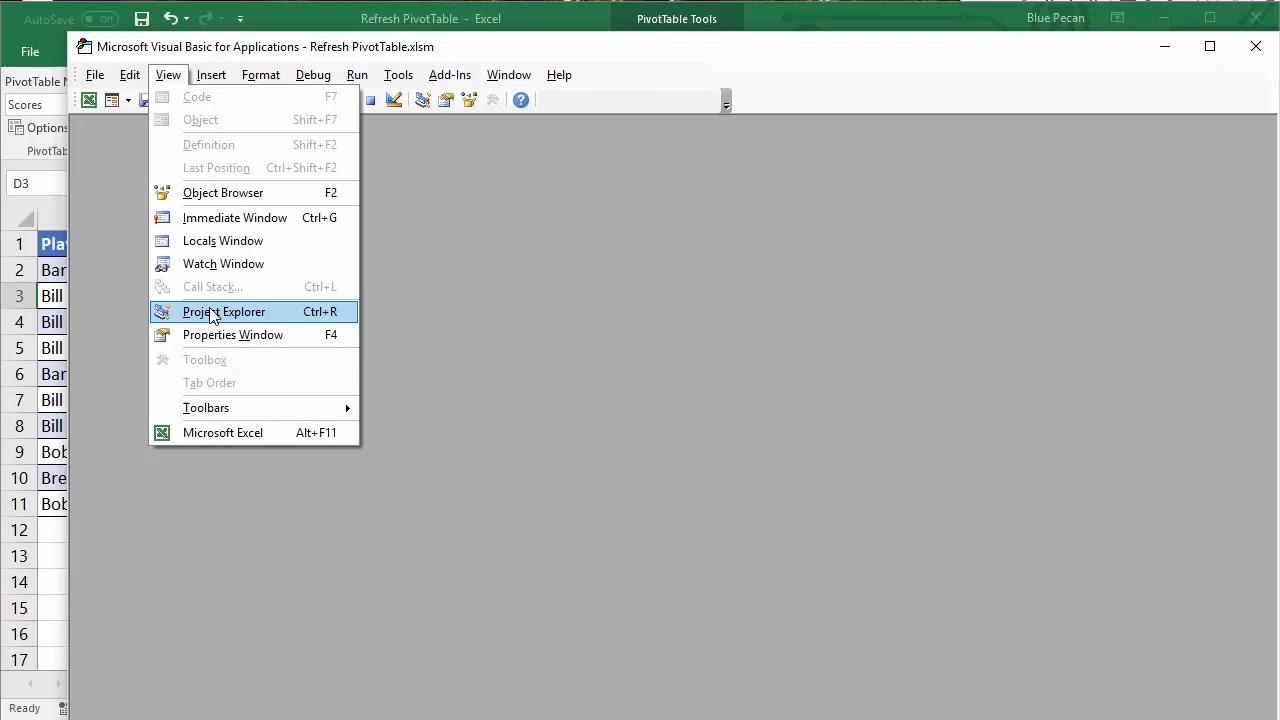 AutoSave Off
Refresh PivotTable - Excel
PivotTable Tools
Blue Pecan
File
Microsoft Visual Basic for Applications - Refresh PivotTable.xlsm
File Edit View Insert Format Debug Run Tools Add-Ins Window Help
PivotTable N
Scores
Options
PivotTab
Code F7
Object Shift+F7
Definition Shift+F2
Last Position Ctrl+Shift+F2
Object Browser F2
Immediate Window Ctrl+G
Locals Window
Watch Window
Call Stack... Ctrl+L
Project Explorer Ctrl+R
Properties Window F4
Toolbox
Tab Order
Toolbars
Microsoft Excel Alt+F11
D3
1 Pla
2 Bar
3 Bill
4 Bill
5 Bill
6 Bar
7 Bill
8 Bill
9 Bob
10 Bre
11 Bob
12
13
14
15
16
17
Ready